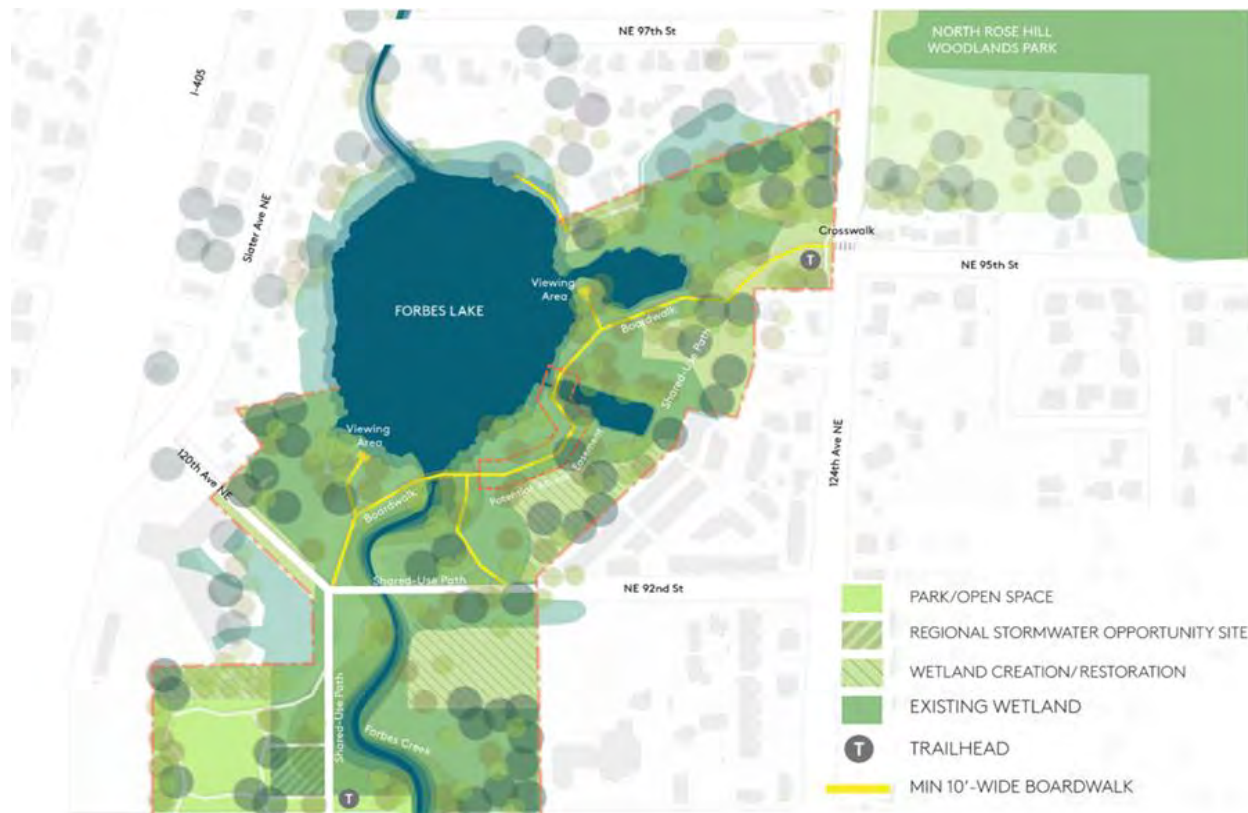 NE 97th St
NORTH ROSE HILL
WOODLANDS PARK
I-405
Slater Ave NE
Crosswalk
T
NE 95th St
Viewing
Area
FORBES LAKE
Boardwalk
Shared-Use Path
124th Ave NE
Viewing
Area
120th Ave NE
Potential
Easement
Boardwalk
Shared-Use Path
NE 92nd St
Shared-Use Path
Forbes Creek
T
PARK/OPEN SPACE
REGIONAL STORMWATER OPPORTUNITY SITE
WETLAND CREATION/RESTORATION
EXISTING WETLAND
T
TRAILHEAD
MIN 10'-WIDE BOARDWALK